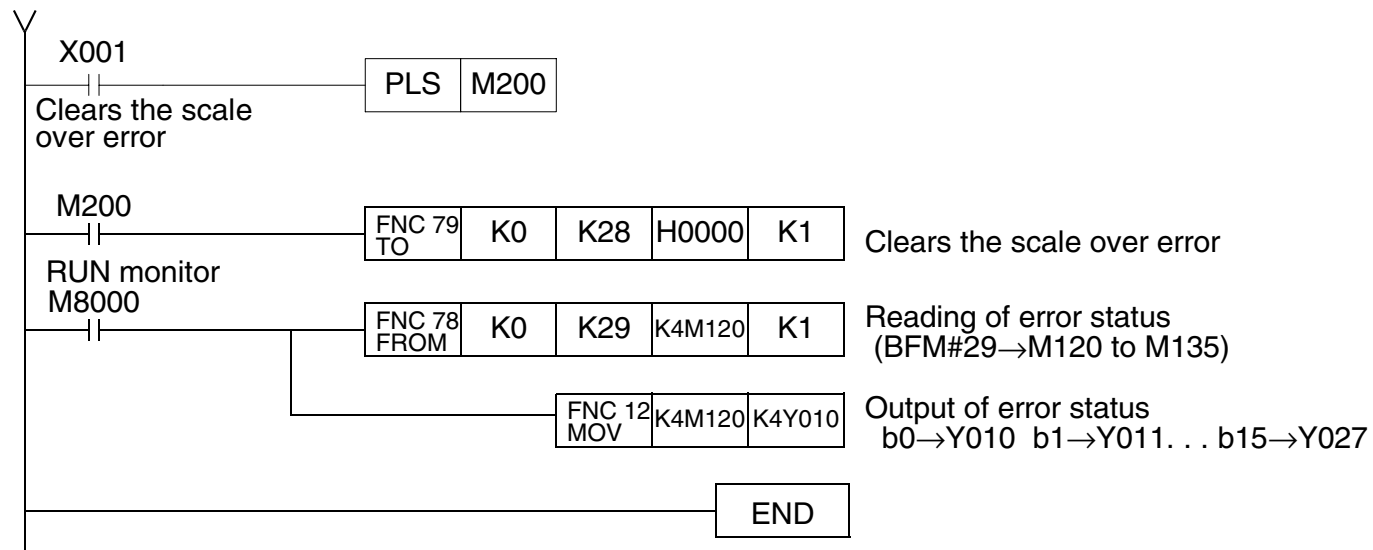 X001
PLS M200
Clears the scale
over error
M200
FNC 79
TO K0 K28 H0000 K1
Clears the scale over error
RUN monitor
M8000
FNC 78
FROM K0 K29 K4M120 K1
Reading of error status
(BFM#29→M120 to M135)
FNC 12
MOV K4M120 K4Y010
Output of error status
b0→Y010 b1→Y011. . . b15→Y027
END